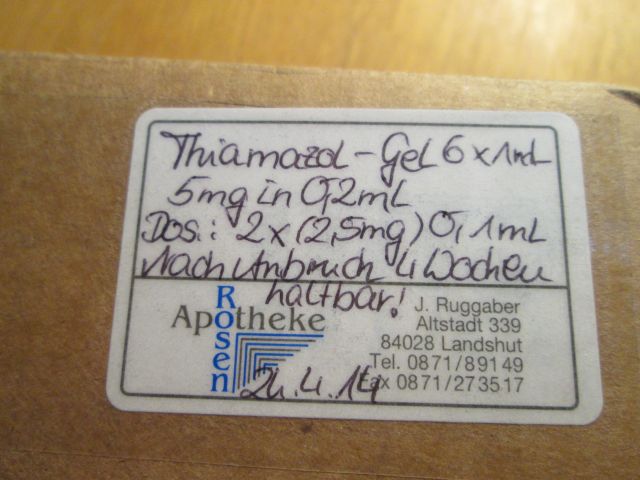 Thiamazol-Gel 6 x 1mL
5mg in 0,2mL
Dos.: 2 x (2,5mg) 0,1mL
Nach Anbruch 4 Wochen
haltbar!
Rosen
Apotheke
J. Ruggaber
Altstadt 339
84028 Landshut
Tel. 0871/89149
Fax 0871/273517
24.4.14